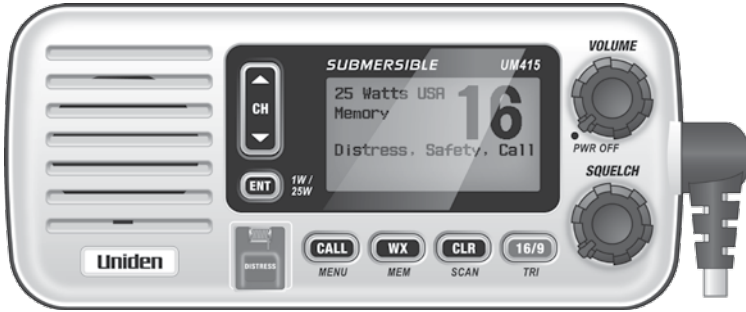 VOLUME
SUBMERSIBLE UM415
25 Watts USA
16
Memory
Distress, Safety, Call
CH
PWR OFF
SQUELCH
ENT 1W /
25W
DISTRESS
CALL WX CLR 16/9
MENU MEM SCAN TRI
Uniden